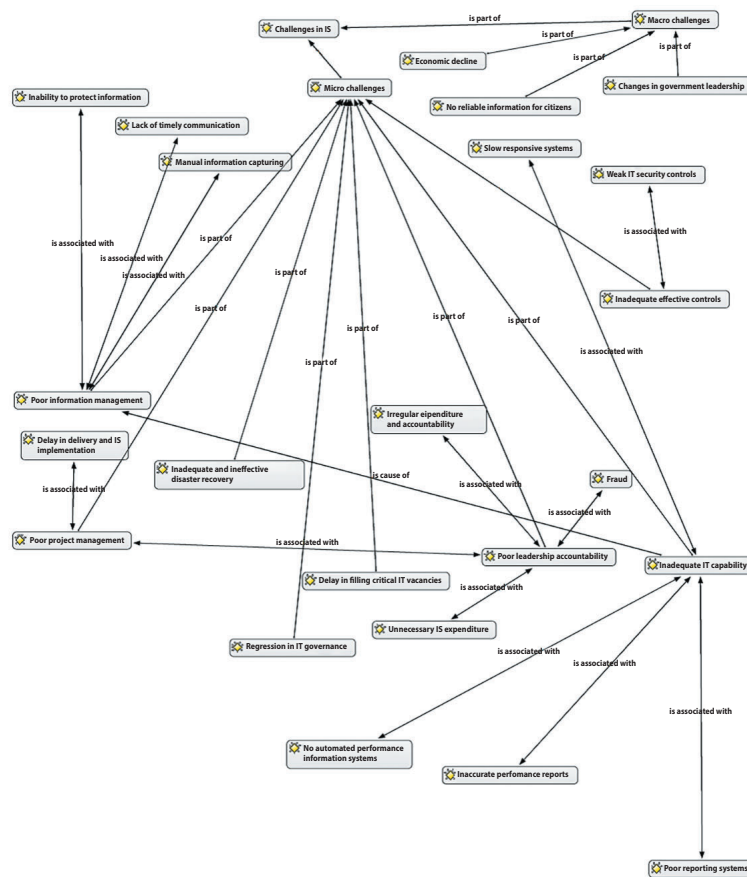 is part of
Macro challenges
Challenges in IS
is part of
is part of
Economic decline
Micro challenges
Changes in government leadership
Inability to protect information
No reliable information for citizens
Lack of timely communication
Slow responsive systems
Manual information capturing
Weak IT security controls
is associated with
is part of
is associated with
is associated with
is associated with
is part of
Inadequate effective controls
is part of
is part of
is part of
is part of
is associated with
is part of
Poor information management
Irregular eipenditure
and accountability
Delay in delivery and IS
implementation
Inadequate and ineffective
disaster recovery
is cause of
Fraud
is associated with
is associated with
is associated with
Poor project management
is associated with
Poor leadership accountability
Inadequate IT capability
Delay in filling critical IT vacancies
is associated with
Unnecessary IS expenditure
Regression in IT governance
is associated with
is associated with
is associated with
No automated performance
information systems
Inaccurate perfomance reports
Poor reporting systems